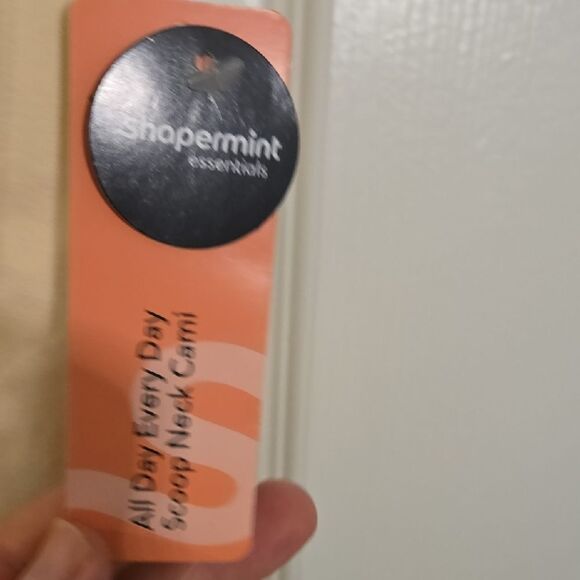 Shapermint
essentials
All Day Every Day
Scoop Neck Cami